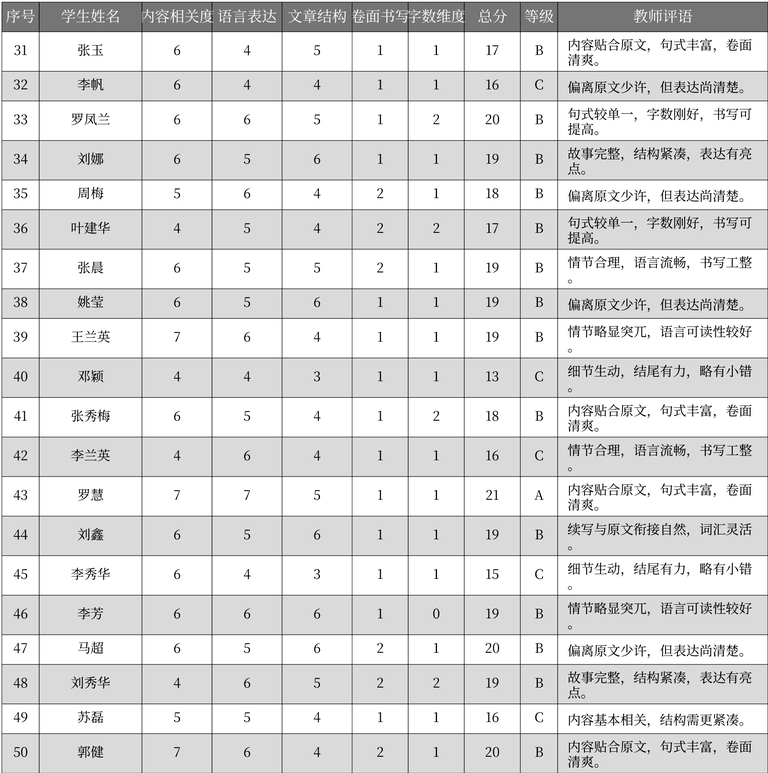 序号 学生姓名 内容相关度 语言表达 文章结构 卷面书写 字数维度 总分 等级 教师评语
31 张玉 6 4 5 1 1 17 B 内容贴合原文，句式丰富，卷面
清爽。
32 李帆 6 4 4 1 1 16 C 偏离原文少许，但表达尚清楚。
33 罗凤兰 6 6 5 1 2 20 B 句式较单一，字数刚好，书写可
提高。
34 刘娜 6 5 6 1 1 19 B 故事完整，结构紧凑，表达有亮
点。
35 周梅 5 6 4 2 1 18 B 偏离原文少许，但表达尚清楚。
36 叶建华 4 5 4 2 2 17 B 句式较单一，字数刚好，书写可
提高。
37 张晨 6 5 5 2 1 19 B 情节合理，语言流畅，书写工整
。
38 姚莹 6 5 6 1 1 19 B 偏离原文少许，但表达尚清楚。
39 王兰英 7 6 4 1 1 19 B 情节略显突兀，语言可读性较好
。
40 邓颖 4 4 3 1 1 13 C 细节生动，结尾有力，略有小错
。
41 张秀梅 6 5 4 1 2 18 B 内容贴合原文，句式丰富，卷面
清爽。
42 李兰英 4 6 4 1 1 16 C 情节合理，语言流畅，书写工整
。
43 罗慧 7 7 5 1 1 21 A 内容贴合原文，句式丰富，卷面
清爽。
44 刘鑫 6 5 6 1 1 19 B 续写与原文衔接自然，词汇灵活
。
45 李秀华 6 4 3 1 1 15 C 细节生动，结尾有力，略有小错
。
46 李芳 6 6 6 1 0 19 B 情节略显突兀，语言可读性较好
。
47 马超 6 5 6 2 1 20 B 偏离原文少许，但表达尚清楚。
48 刘秀华 4 6 5 2 2 19 B 故事完整，结构紧凑，表达有亮
点。
49 苏磊 5 5 4 1 1 16 C 内容基本相关，结构需更紧凑。
50 郭健 7 6 4 2 1 20 B 内容贴合原文，句式丰富，卷面
清爽。